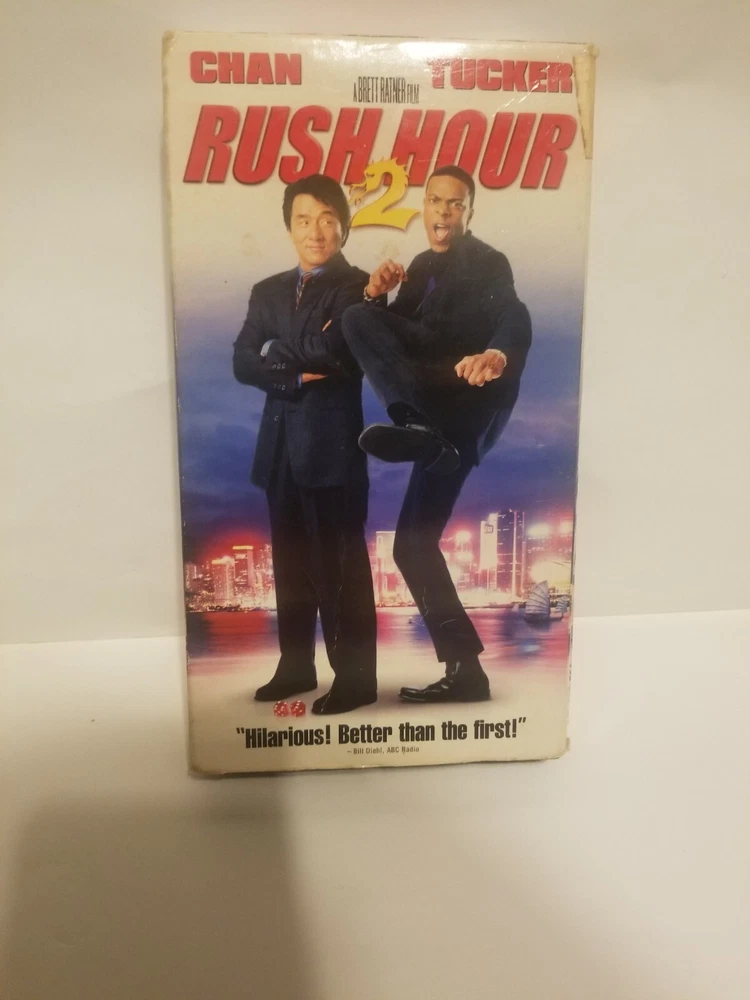 CHAN TUCKER
A BRETT RATNER FILM
RUSH HOUR
2
"Hilarious! Better than the first!"
– Bill Diehl, ABC Radio